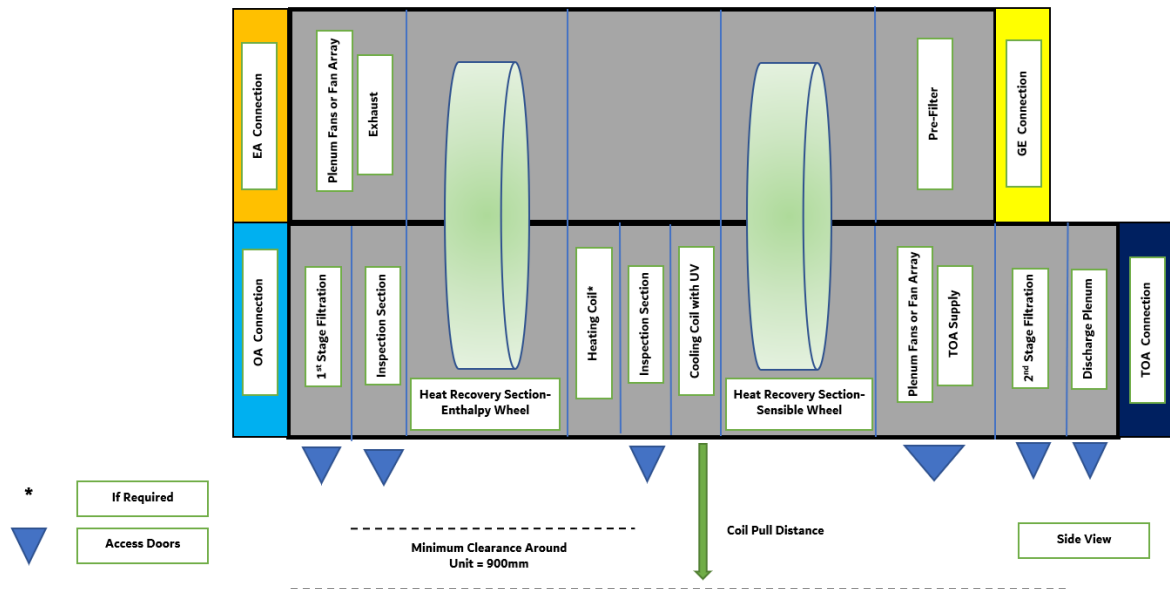 EA Connection
Plenum Fans or Fan Array
Exhaust
Pre-Filter
GE Connection
OA Connection
1st Stage Filtration
Inspection Section
Heat Recovery Section-
Enthalpy Wheel
Heating Coil*
Inspection Section
Cooling Coil with UV
Heat Recovery Section-
Sensible Wheel
Plenum Fans or Fan Array
TOA Supply
2nd Stage Filtration
Discharge Plenum
TOA Connection
*
If Required
Access Doors
Minimum Clearance Around
Unit = 900mm
Coil Pull Distance
Side View